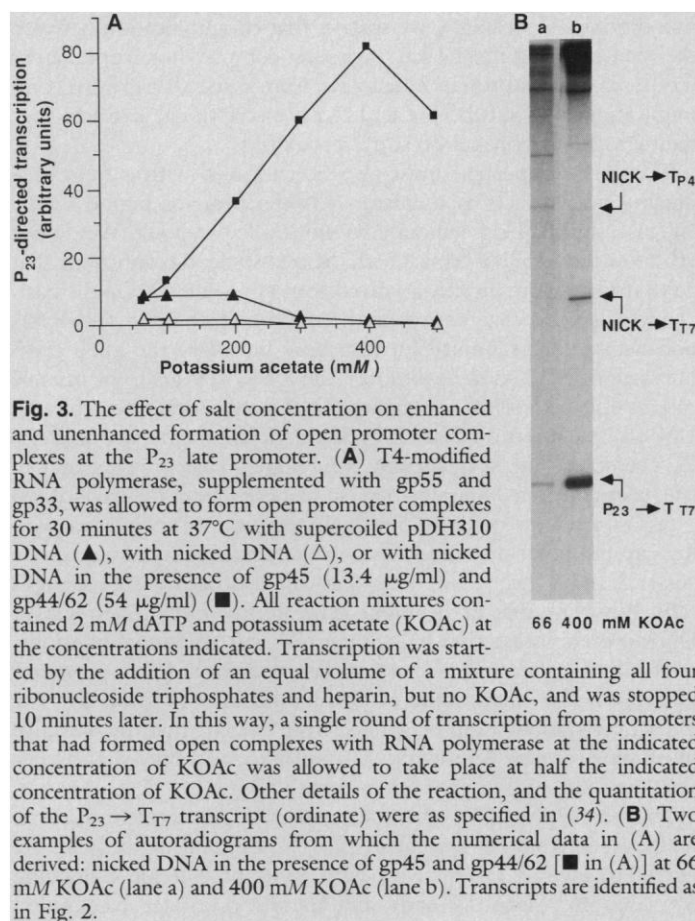 A
P23-directed transcription
(arbitrary units)
80
60
40
20
0
0
200
400
Potassium acetate (mM)
B
a b
NICK → TP4
NICK → TT7
P23 → T T7
66 400 mM KOAc
Fig. 3. The effect of salt concentration on enhanced
and unenhanced formation of open promoter com-
plexes at the P23 late promoter. (A) T4-modified
RNA polymerase, supplemented with gp55 and
gp33, was allowed to form open promoter complexes
for 30 minutes at 37°C with supercoiled pDH310
DNA (▲), with nicked DNA (△), or with nicked
DNA in the presence of gp45 (13.4 μg/ml) and
gp44/62 (54 μg/ml) (■). All reaction mixtures con-
tained 2 mM dATP and potassium acetate (KOAc) at
the concentrations indicated. Transcription was start-
ed by the addition of an equal volume of a mixture containing all four
ribonucleoside triphosphates and heparin, but no KOAc, and was stopped
10 minutes later. In this way, a single round of transcription from promoters
that had formed open complexes with RNA polymerase at the indicated
concentration of KOAc was allowed to take place at half the indicated
concentration of KOAc. Other details of the reaction, and the quantitation
of the P23 → TT7 transcript (ordinate) were as specified in (34). (B) Two
examples of autoradiograms from which the numerical data in (A) are
derived: nicked DNA in the presence of gp45 and gp44/62 [■ in (A)] at 66
mM KOAc (lane a) and 400 mM KOAc (lane b). Transcripts are identified as
in Fig. 2.